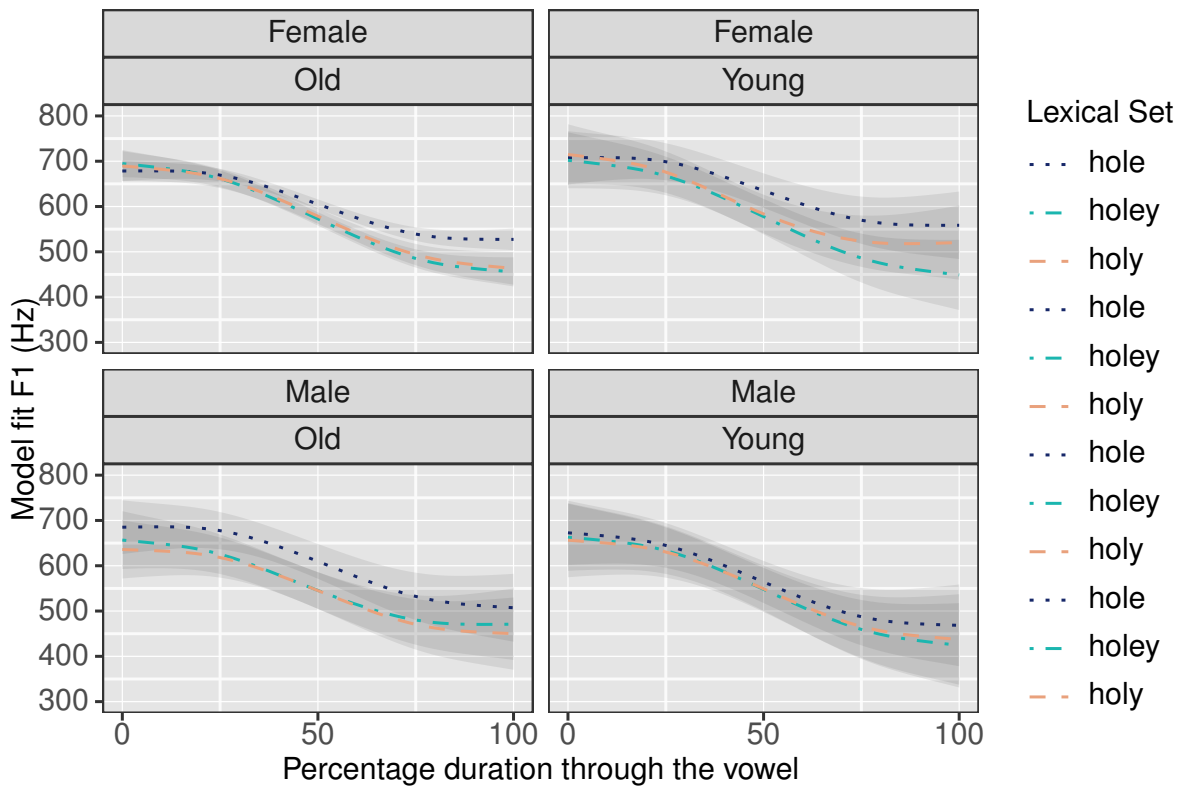 Female
Female
Old
Young
800
700
600
500
400
300
Male
Male
Old
Young
800
700
600
500
400
300
0
50
100
0
50
100
Percentage duration through the vowel
Model fit F1 (Hz)
Lexical Set
hole
holey
holy
hole
holey
holy
hole
holey
holy
hole
holey
holy